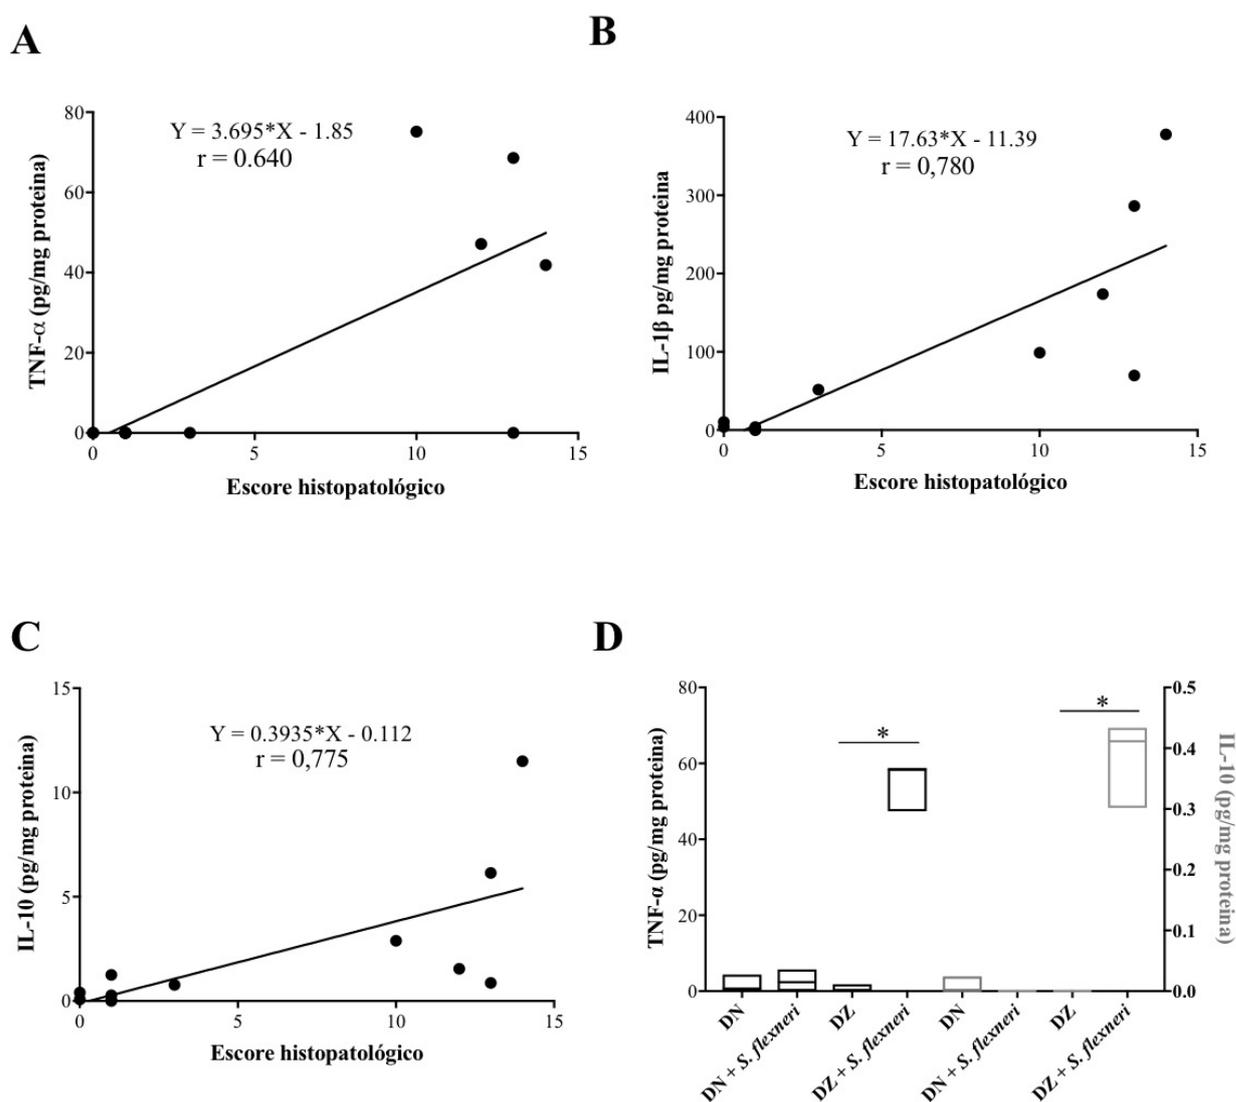 A
Y = 3.695*X - 1.85
r = 0.640
TNF-α (pg/mg proteina)
80
60
40
20
0
0 5 10 15
Escore histopatológico
B
Y = 17.63*X - 11.39
r = 0,780
IL-1β pg/mg proteina
400
300
200
100
0
0 5 10 15
Escore histopatológico
C
Y = 0.3935*X - 0.112
r = 0,775
IL-10 (pg/mg proteina)
15
10
5
0
0 5 10 15
Escore histopatológico
D
TNF-α (pg/mg proteina)
80
60
40
20
0
* *
0.5
0.4
0.3
0.2
0.1
0.0
IL-10 (pg/mg proteina)
DN
DN + S. flexneri
DZ
DZ + S. flexneri
DN
DN + S. flexneri
DZ
DZ + S. flexneri